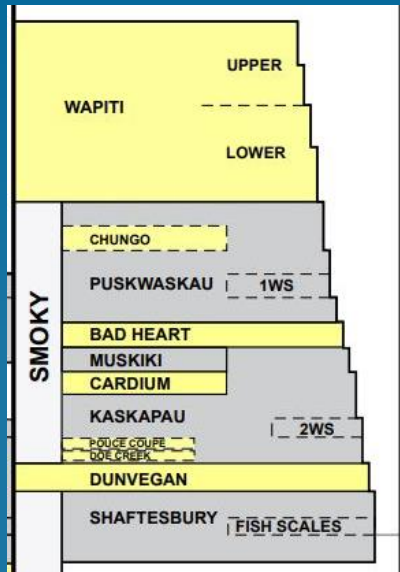 UPPER
WAPITI
LOWER
CHUNGO
PUSKWASKAU
1WS
SMOKY
BAD HEART
MUSKIKI
CARDIUM
KASKAPAU
2WS
POUCE COUPE
DOE CREEK
DUNVEGAN
SHAFTESBURY
FISH SCALES